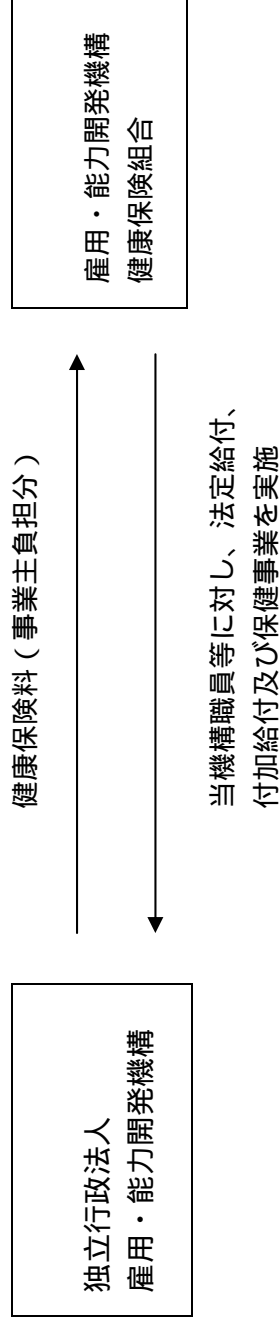 独立行政法人
雇用・能力開発機構
健康保険料（事業主負担分）
当機構職員等に対し、法定給付、
付加給付及び保健事業を実施
雇用・能力開発機構
健康保険組合